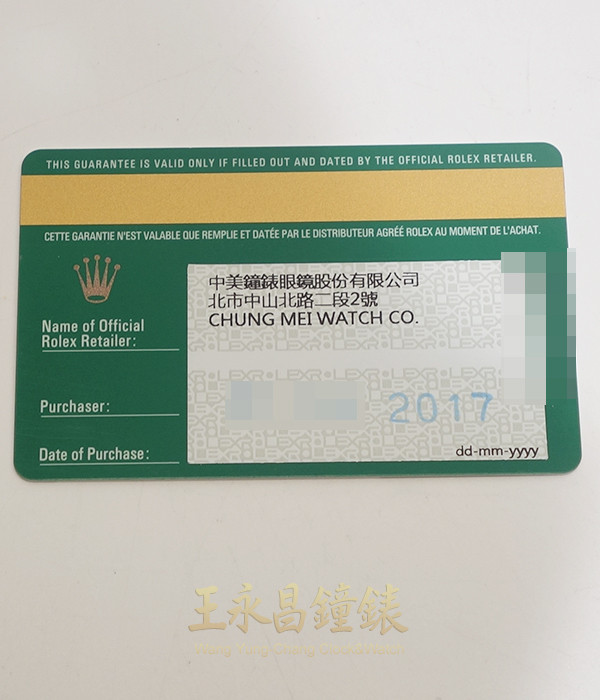 THIS GUARANTEE IS VALID ONLY IF FILLED OUT AND DATED BY THE OFFICIAL ROLEX RETAILER.
CETTE GARANTIE N'EST VALABLE QUE REMPLIE ET DATÉE PAR LE DISTRIBUTEUR AGRÉÉ ROLEX AU MOMENT DE L'ACHAT.
中美鐘錶眼鏡股份有限公司
北市中山北路二段2號
CHUNG MEI WATCH CO.
Name of Official
Rolex Retailer:
Purchaser:
2017
Date of Purchase:
dd-mm-yyyy
王永昌鐘錶